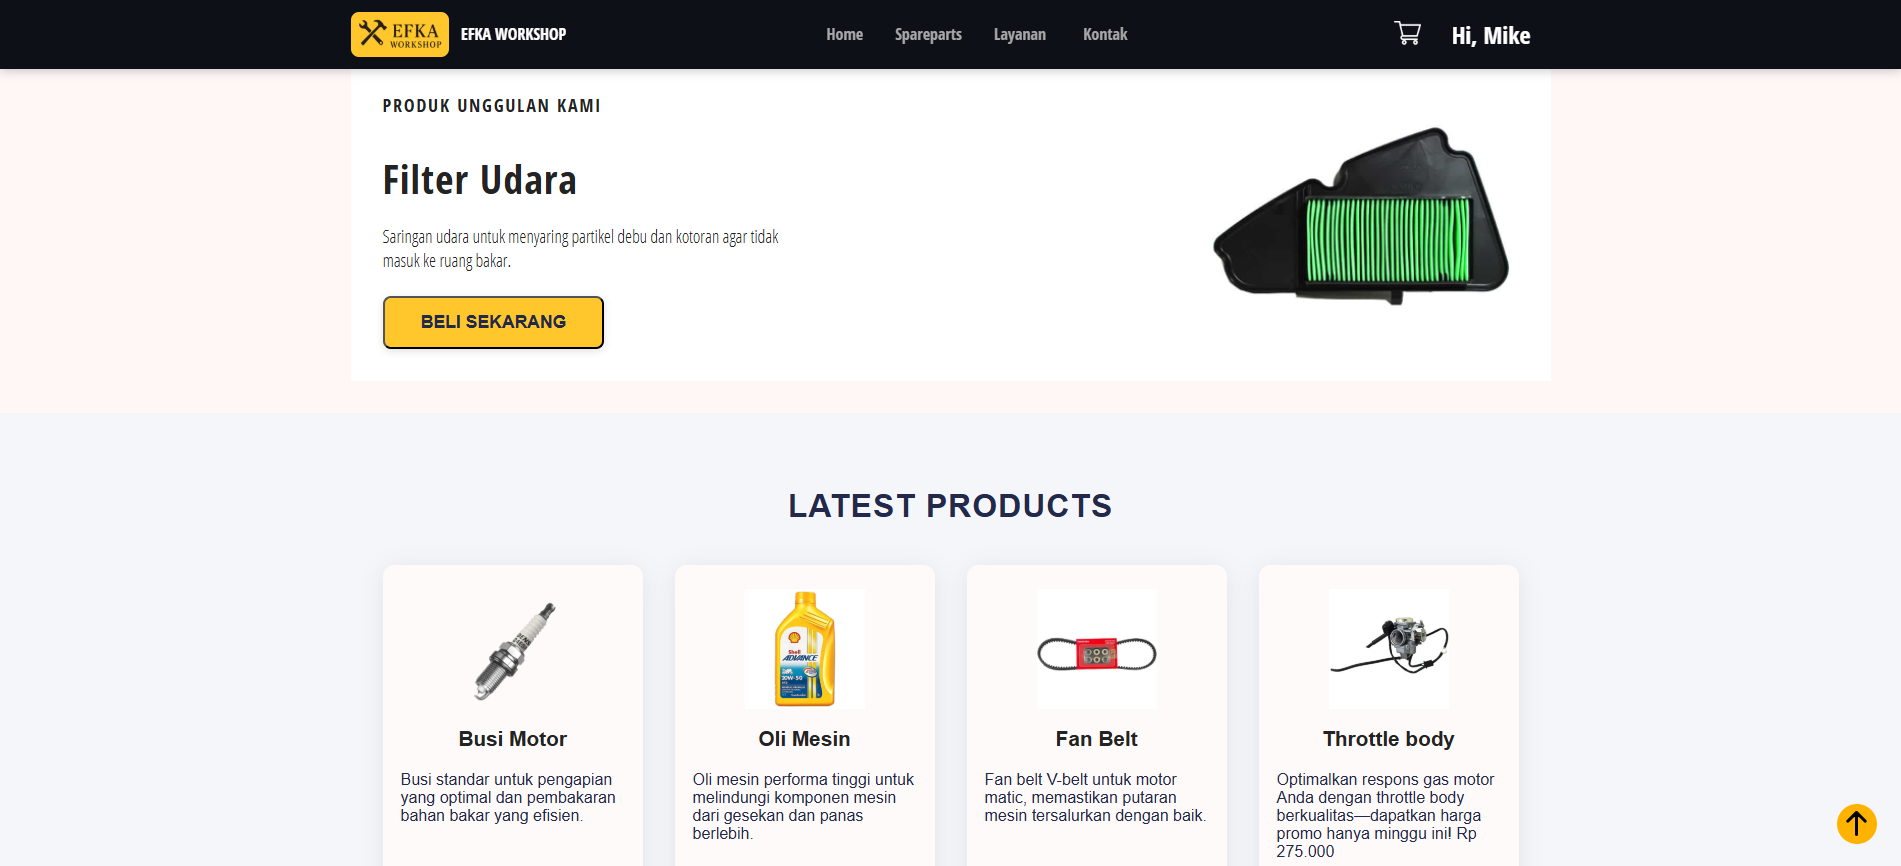 EFKA
WORKSHOP
EFKA WORKSHOP
Home
Spareparts
Layanan
Kontak
Hi, Mike
PRODUK UNGGULAN KAMI
Filter Udara
Saringan udara untuk menyaring partikel debu dan kotoran agar tidak
masuk ke ruang bakar.
BELI SEKARANG
LATEST PRODUCTS
DENSO
Shell
ADVANCE
20W-50
Busi Motor
Busi standar untuk pengapian
yang optimal dan pembakaran
bahan bakar yang efisien.
Oli Mesin
Oli mesin performa tinggi untuk
melindungi komponen mesin
dari gesekan dan panas
berlebih.
Fan Belt
Fan belt V-belt untuk motor
matic, memastikan putaran
mesin tersalurkan dengan baik.
Throttle body
Optimalkan respons gas motor
Anda dengan throttle body
berkualitas—dapatkan harga
promo hanya minggu ini! Rp
275.000